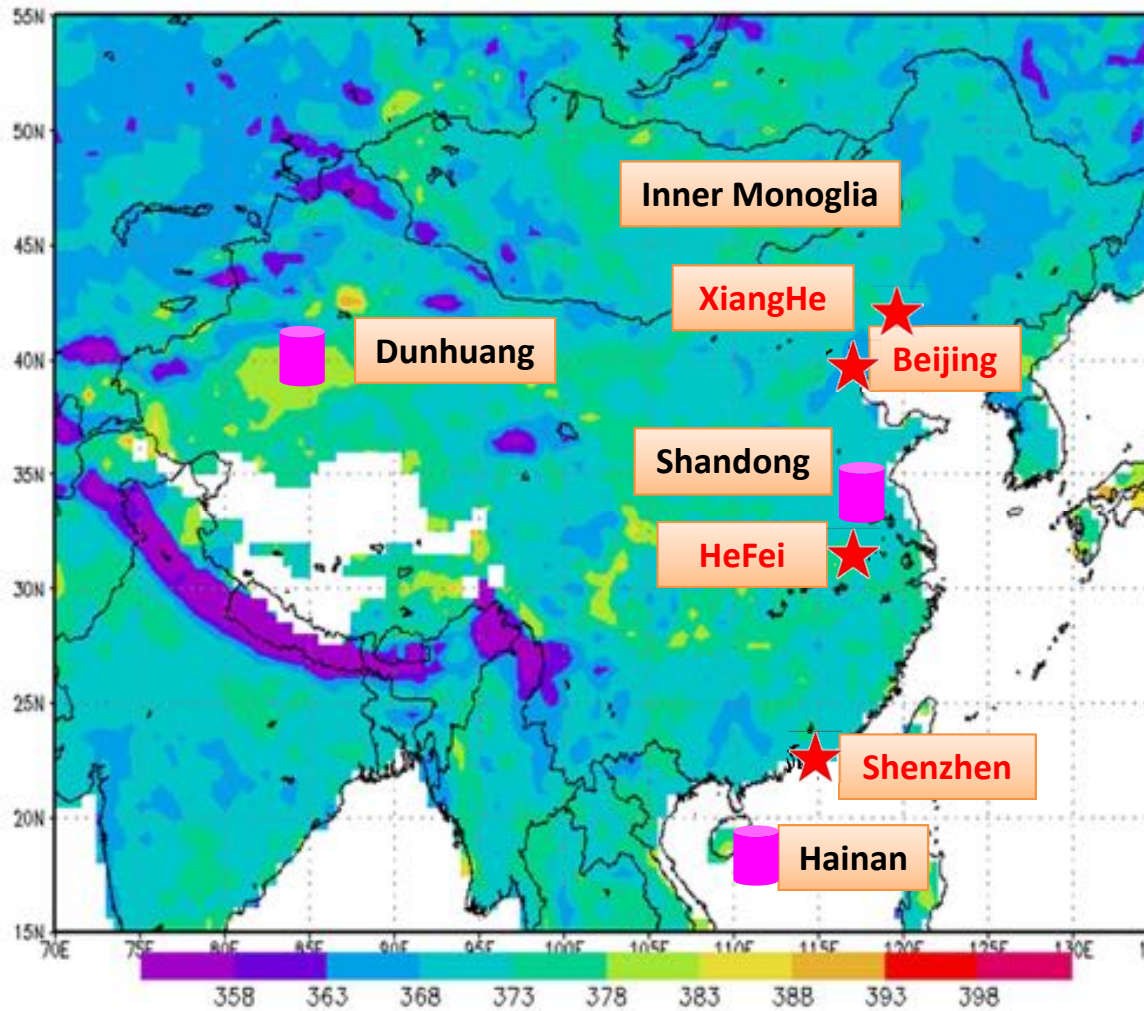 55N
50N
Inner Monoglia
45N
XiangHe
Dunhuang
40N
Beijing
Shandong
35N
HeFei
30N
25N
Shenzhen
20N
Hainan
15N
70E 75E 80E 85E 90E 95E 100E 105E 110E 115E 120E 125E 130E
358 363 368 373 378 383 388 393 398